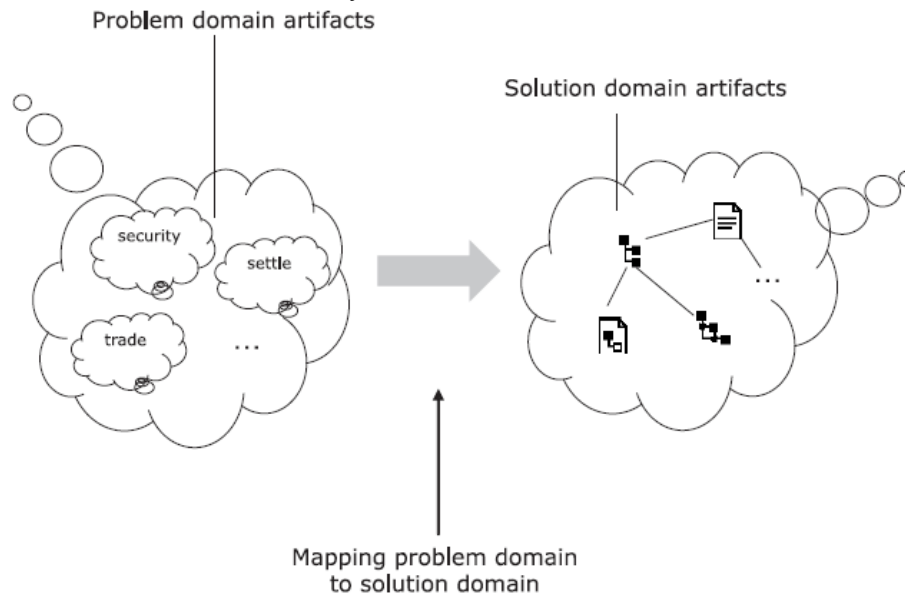 Problem domain artifacts
Solution domain artifacts
security
settle
trade
...
...
Mapping problem domain
to solution domain